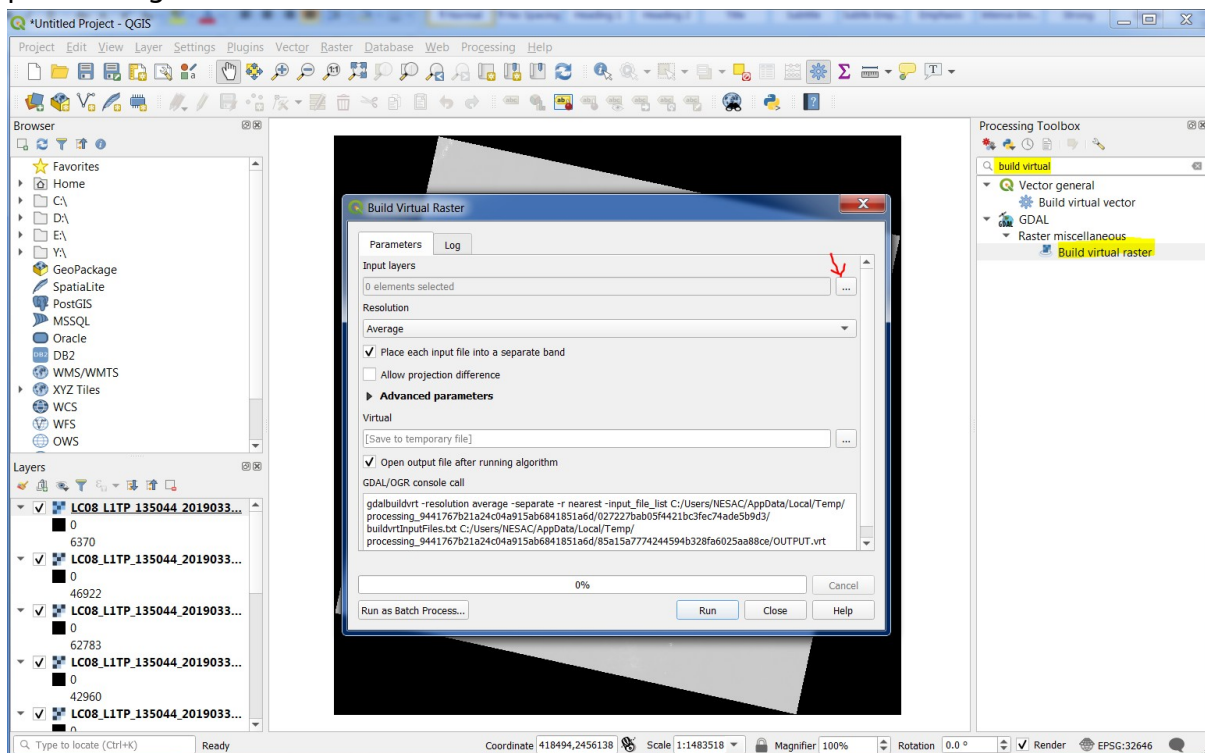 *Untitled Project - QGIS
Project Edit View Layer Settings Plugins Vector Raster Database Web Processing Help
Browser
Favorites
Home
C:\
D:\
E:\
Y:\
GeoPackage
SpatiaLite
PostGIS
MSSQL
Oracle
DB2
WMS/WMTS
XYZ Tiles
WCS
WFS
OWS
Layers
LC08_L1TP_135044_2019033...
0
6370
LC08_L1TP_135044_2019033...
0
46922
LC08_L1TP_135044_2019033...
0
62783
LC08_L1TP_135044_2019033...
0
42960
LC08_L1TP_135044_2019033...
Build Virtual Raster
Parameters Log
Input layers
0 elements selected
...
Resolution
Average
Place each input file into a separate band
Allow projection difference
Advanced parameters
Virtual
[Save to temporary file]
...
Open output file after running algorithm
GDAL/OGR console call
gdalbuildvrt -resolution average -separate -r nearest -input_file_list C:/Users/NESAC/AppData/Local/Temp/
processing_9441767b21a24c04a915ab6841851a6d/027227bab05f4421bc3fec74ade5b9d3/
buildvrtInputFiles.txt C:/Users/NESAC/AppData/Local/Temp/
processing_9441767b21a24c04a915ab6841851a6d/85a15a7774244594b328fa6025aa88ce/OUTPUT.vrt
0%
Cancel
Run as Batch Process...
Run
Close
Help
Processing Toolbox
build virtual
Vector general
Build virtual vector
GDAL
Raster miscellaneous
Build virtual raster
Type to locate (Ctrl+K)
Ready
Coordinate 418494,2456138
Scale 1:1483518
Magnifier 100%
Rotation 0.0 °
Render
EPSG:32646